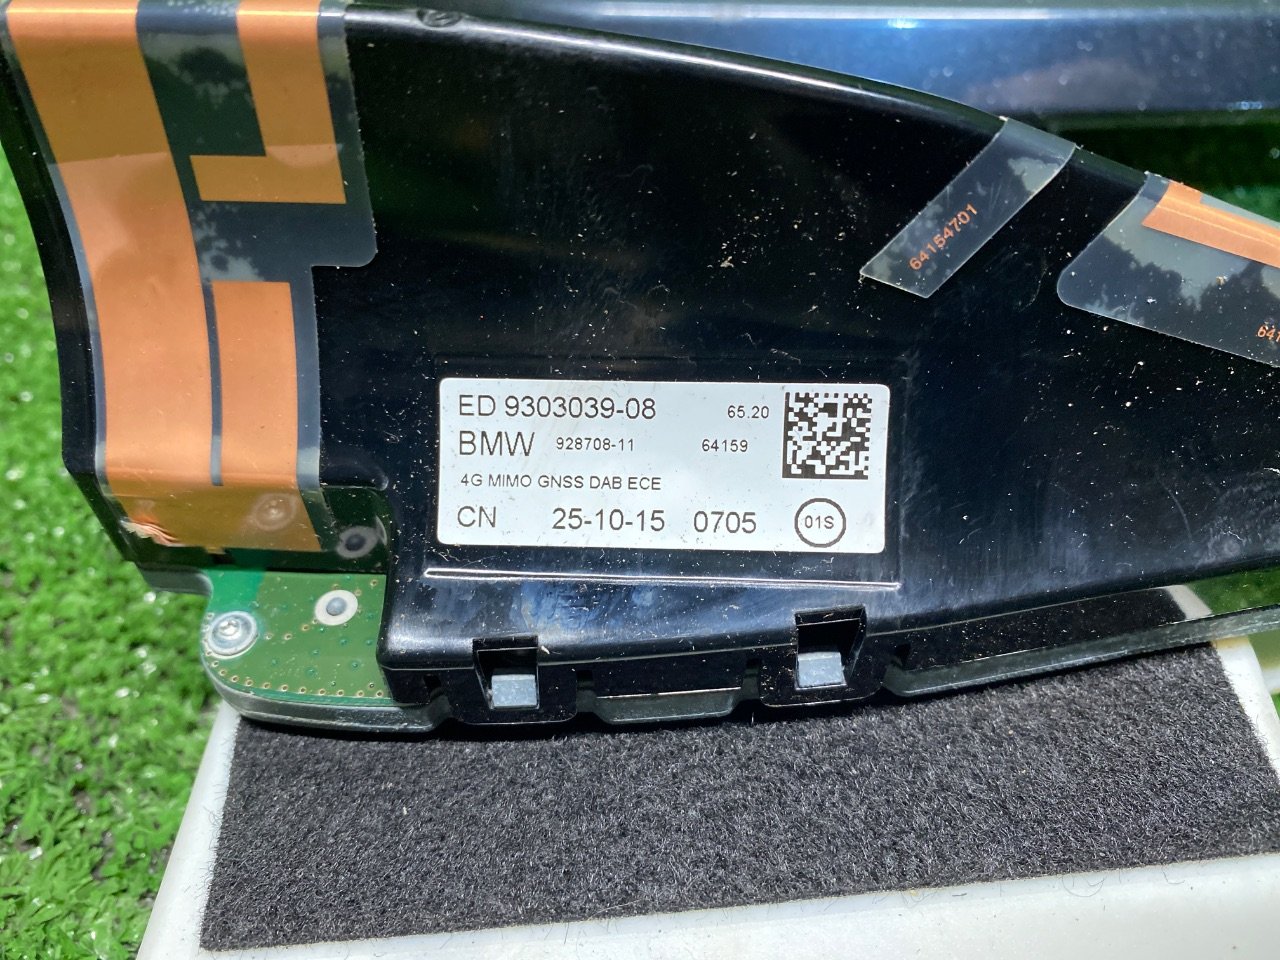 64154701
641
ED 9303039-08 65.20
BMW 928708-11 64159
4G MIMO GNSS DAB ECE
CN 25-10-15 0705 01S